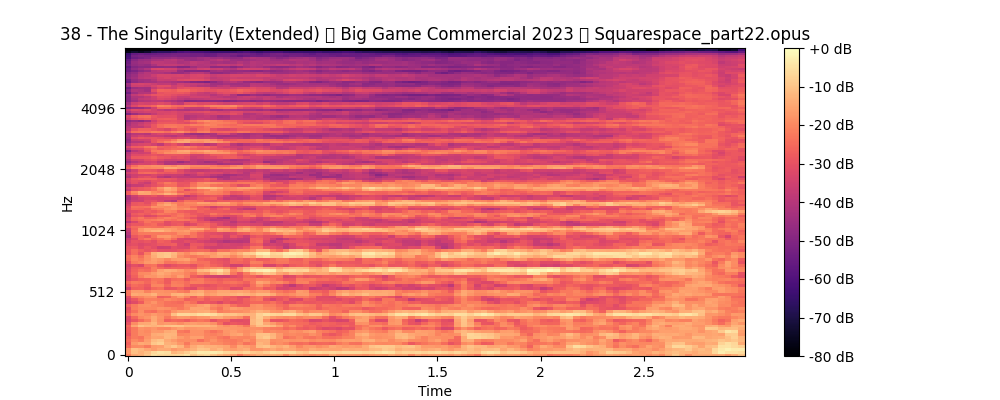 38 - The Singularity (Extended) ▯ Big Game Commercial 2023 ▯ Squarespace_part22.opus
+0 dB
4096
-10 dB
-20 dB
2048
-30 dB
Hz
-40 dB
1024
-50 dB
512
-60 dB
-70 dB
0
-80 dB
0 0.5 1 1.5 2 2.5
Time